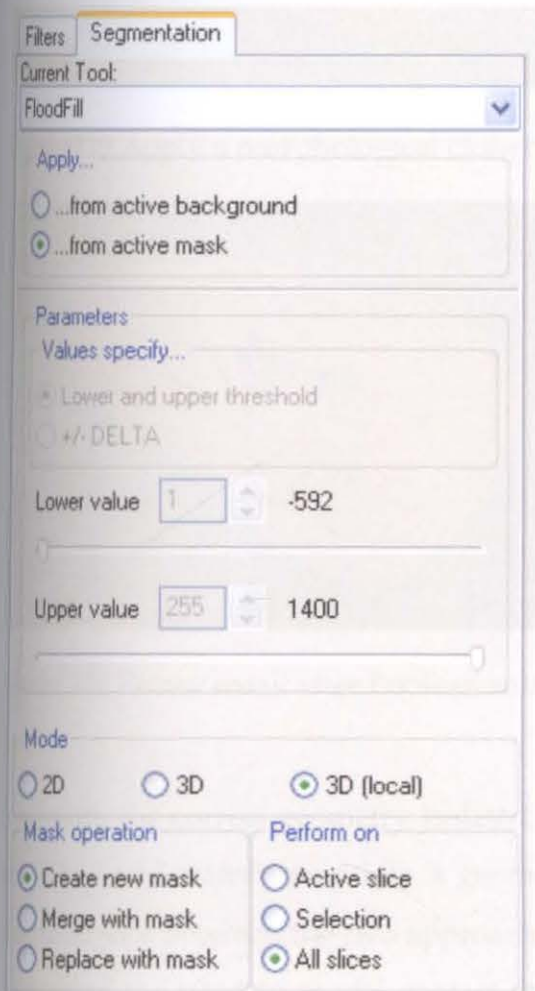 Filters Segmentation
Current Tool:
FloodFill
Apply...
...from active background
...from active mask
Parameters
Values specify...
Lower and upper threshold
+/- DELTA
Lower value 1 -592
Upper value 255 1400
Mode
2D 3D 3D (local)
Mask operation
Create new mask
Merge with mask
Replace with mask
Perform on
Active slice
Selection
All slices